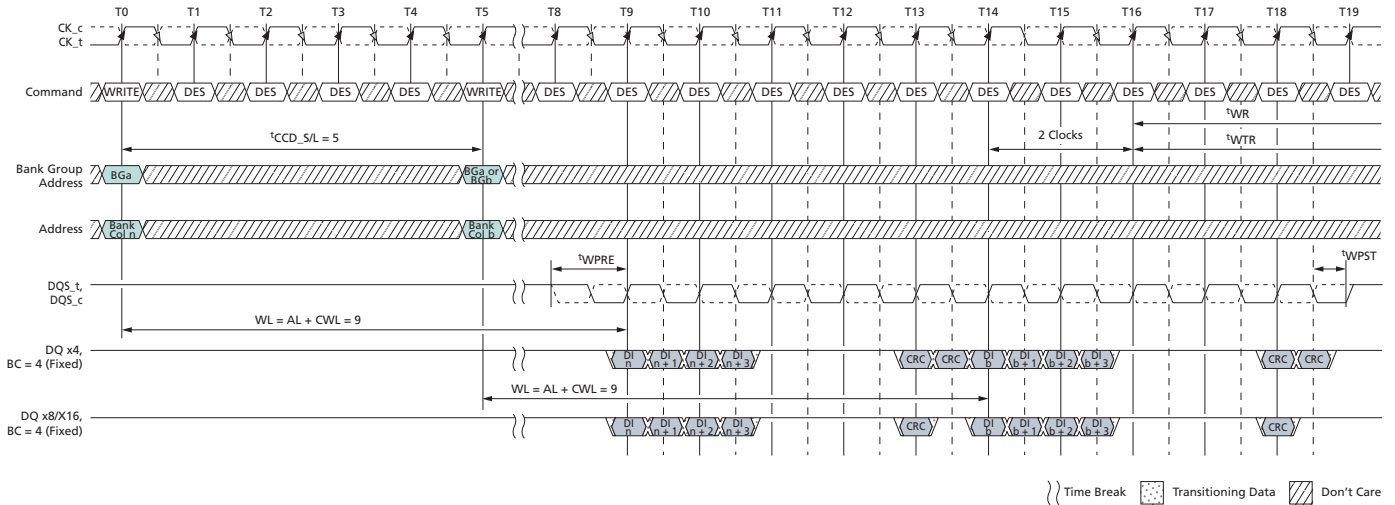 T0 T1 T2 T3 T4 T5 T8 T9 T10 T11 T12 T13 T14 T15 T16 T17 T18 T19
CK_c
CK_t
Command WRITE DES DES DES DES WRITE DES DES DES DES DES DES DES DES DES DES DES DES
tWR
tCCD_S/L = 5 2 Clocks tWTR
Bank Group
Address
BGa
BGa or
BGb
Address
Bank
Col n
Bank
Col b
tWPRE tWPST
DQS_t,
DQS_c
WL = AL + CWL = 9
DQ x4,
BC = 4 (Fixed)
DI
n
DI
n + 1
DI
n + 2
DI
n + 3
CRC CRC
DI
b
DI
b + 1
DI
b + 2
DI
b + 3
CRC CRC
WL = AL + CWL = 9
DQ x8/X16,
BC = 4 (Fixed)
DI
n
DI
n + 1
DI
n + 2
DI
n + 3
CRC
DI
b
DI
b + 1
DI
b + 2
DI
b + 3
CRC
Time Break Transitioning Data Don't Care